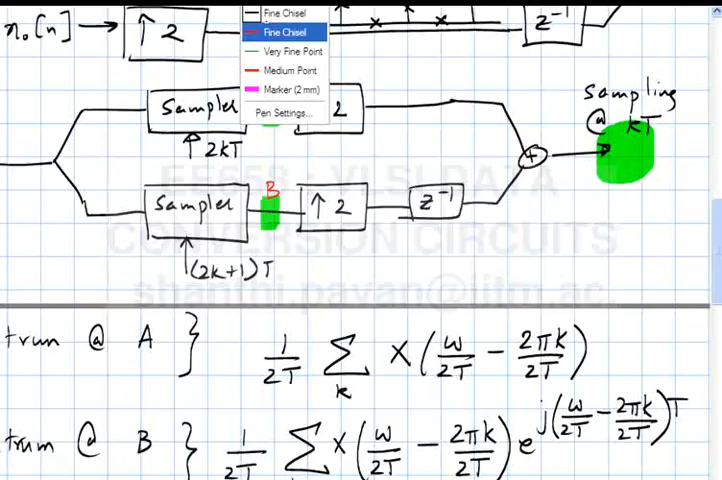 n₀[n] → ↑2 z⁻¹
Fine Chisel
Fine Chisel
Very Fine Point
Medium Point
Marker (2 mm)
Pen Settings...
Sampler 2
↑ 2kT
sampling
@ kT
+
B
Sampler ↑2 z⁻¹
↑(2k+1)T
EE658 - VLSI DATA
CONVERSION CIRCUITS
shanthi.pavan@iitm.ac.
trum @ A } 1/2T ∑_k X(ω/2T − 2πk/2T)
trum @ B } 1/2T ∑ X(ω/2T − 2πk/2T) e^{j(ω/2T − 2πk/2T)T}